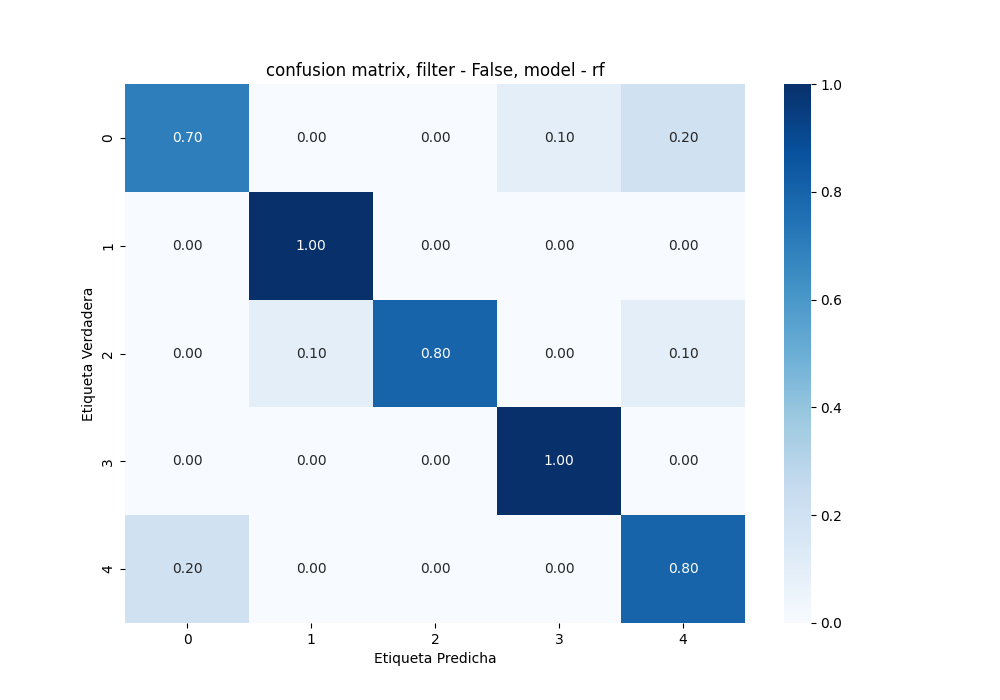 confusion matrix, filter - False, model - rf
0 0.70 0.00 0.00 0.10 0.20
1 0.00 1.00 0.00 0.00 0.00
2 0.00 0.10 0.80 0.00 0.10
3 0.00 0.00 0.00 1.00 0.00
4 0.20 0.00 0.00 0.00 0.80
0 1 2 3 4
Etiqueta Verdadera
Etiqueta Predicha
1.0
0.8
0.6
0.4
0.2
0.0